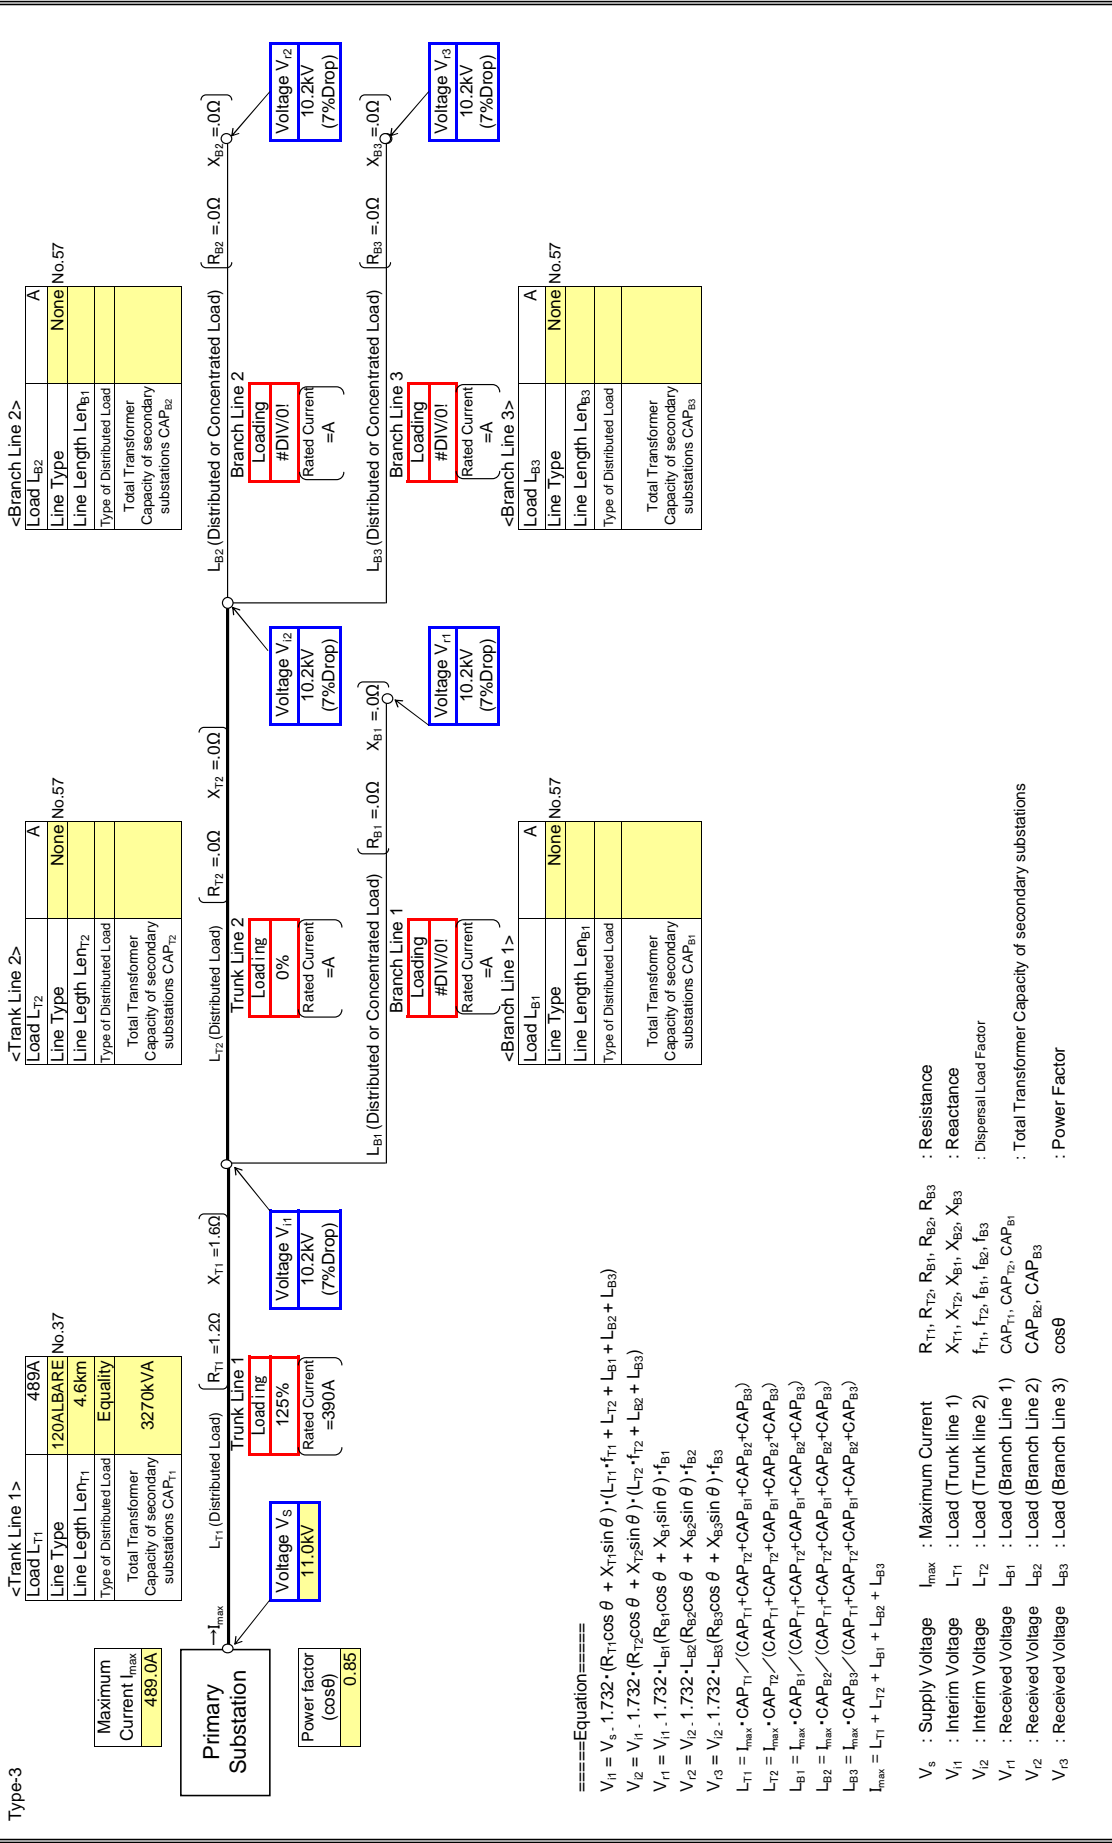 Type-3
Maximum
Current Imax
489.0A
Primary
Substation
Power factor
(cosθ)
0.85
→Imax
Voltage VS
11.0kV
<Trank Line 1>
Load LT1 489A
Line Type 120ALBARE No.37
Line Legth LenT1 4.6km
Type of Distributed Load Equality
Total Transformer
Capacity of secondary
substations CAPT1
3270kVA
LT1 (Distributed Load)
RT1 =1.2Ω XT1 =1.6Ω
Trunk Line 1
Loading
125%
Rated Current
=390A
Voltage Vi1
10.2kV
(7%Drop)
<Trank Line 2>
Load LT2 A
Line Type None No.57
Line Length LenT2
Type of Distributed Load
Total Transformer
Capacity of secondary
substations CAPT2
LT2 (Distributed Load)
RT2 =.0Ω XT2 =.0Ω
Trunk Line 2
Loading
0%
Rated Current
=A
Voltage Vi2
10.2kV
(7%Drop)
LB1 (Distributed or Concentrated Load)
RB1 =.0Ω XB1 =.0Ω
Branch Line 1
Loading
#DIV/0!
Rated Current
=A
Voltage Vr1
10.2kV
(7%Drop)
<Branch Line 1>
Load LB1 A
Line Type None No.57
Line Length LenB1
Type of Distributed Load
Total Transformer
Capacity of secondary
substations CAPB1
<Branch Line 2>
Load LB2 A
Line Type None No.57
Line Length LenB1
Type of Distributed Load
Total Transformer
Capacity of secondary
substations CAPB2
LB2 (Distributed or Concentrated Load)
RB2 =.0Ω XB2 =.0Ω
Branch Line 2
Loading
#DIV/0!
Rated Current
=A
Voltage Vr2
10.2kV
(7%Drop)
LB3 (Distributed or Concentrated Load)
RB3 =.0Ω XB3 =.0Ω
Branch Line 3
Loading
#DIV/0!
Rated Current
=A
Voltage Vr3
10.2kV
(7%Drop)
<Branch Line 3>
Load LB3 A
Line Type None No.57
Line Length LenB3
Type of Distributed Load
Total Transformer
Capacity of secondary
substations CAPB3
=====Equation=====
Vi1 = Vs - 1.732・(RT1cosθ + XT1sinθ)・(LT1・fT1 + LT2 + LB1 + LB2 + LB3)
Vi2 = Vi1 - 1.732・(RT2cosθ + XT2sinθ)・(LT2・fT2 + LB2 + LB3)
Vr1 = Vi1 - 1.732・LB1(RB1cosθ + XB1sinθ)・fB1
Vr2 = Vi2 - 1.732・LB2(RB2cosθ + XB2sinθ)・fB2
Vr3 = Vi2 - 1.732・LB3(RB3cosθ + XB3sinθ)・fB3
LT1 = Imax・CAPT1／(CAPT1+CAPT2+CAPB1+CAPB2+CAPB3)
LT2 = Imax・CAPT2／(CAPT1+CAPT2+CAPB1+CAPB2+CAPB3)
LB1 = Imax・CAPB1／(CAPT1+CAPT2+CAPB1+CAPB2+CAPB3)
LB2 = Imax・CAPB2／(CAPT1+CAPT2+CAPB1+CAPB2+CAPB3)
LB3 = Imax・CAPB3／(CAPT1+CAPT2+CAPB1+CAPB2+CAPB3)
Imax = LT1 + LT2 + LB1 + LB2 + LB3
Vs : Supply Voltage Imax : Maximum Current RT1, RT2, RB1, RB2, RB3 : Resistance
Vi1 : Interim Voltage LT1 : Load (Trunk line 1) XT1, XT2, XB1, XB2, XB3 : Reactance
Vi2 : Interim Voltage LT2 : Load (Trunk line 2) fT1, fT2, fB1, fB2, fB3 : Dispersal Load Factor
Vr1 : Received Voltage LB1 : Load (Branch Line 1) CAPT1, CAPT2, CAPB1 : Total Transformer Capacity of secondary substations
Vr2 : Received Voltage LB2 : Load (Branch Line 2) CAPB2, CAPB3
Vr3 : Received Voltage LB3 : Load (Branch Line 3) cosθ : Power Factor